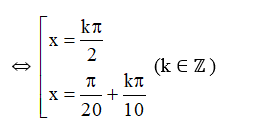 ⇔ [ x = kπ/2
x = π/20 + kπ/10 (k ∈ ℤ)